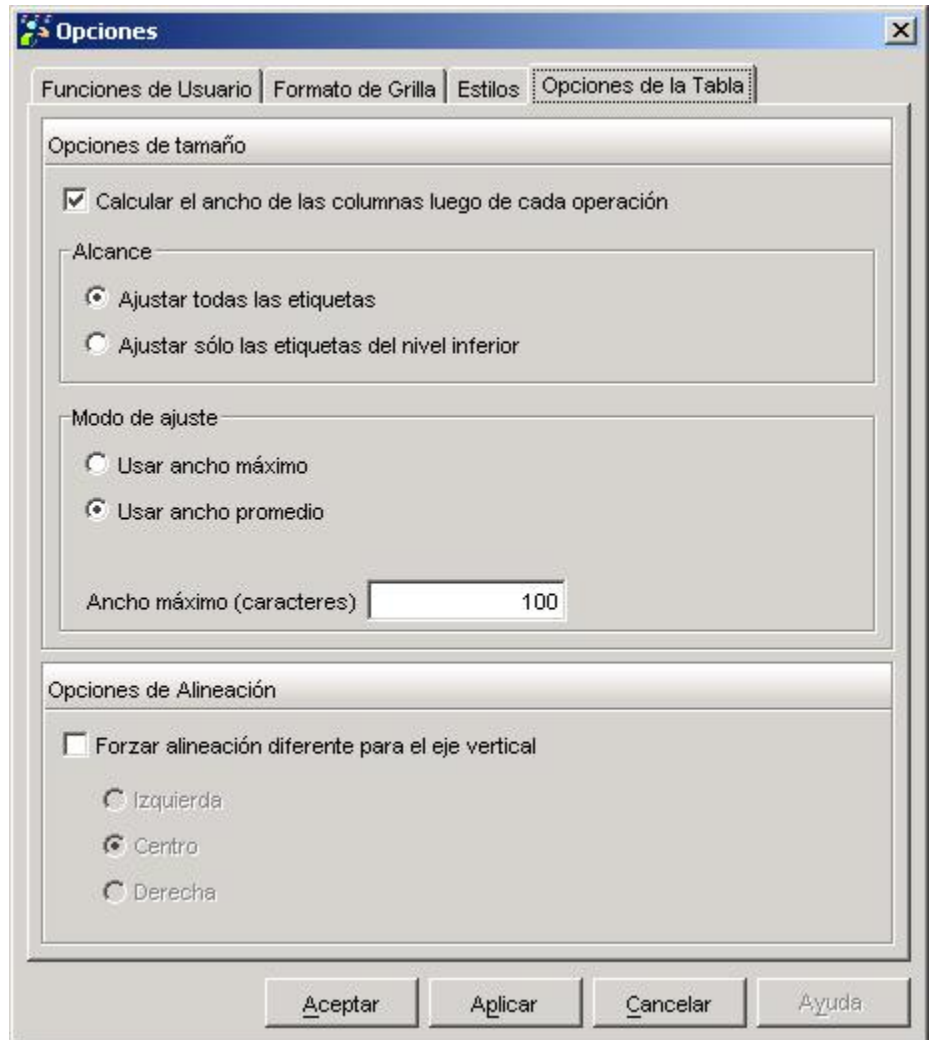 Opciones
Funciones de Usuario Formato de Grilla Estilos Opciones de la Tabla
Opciones de tamaño
Calcular el ancho de las columnas luego de cada operación
Alcance
Ajustar todas las etiquetas
Ajustar sólo las etiquetas del nivel inferior
Modo de ajuste
Usar ancho máximo
Usar ancho promedio
Ancho máximo (caracteres) 100
Opciones de Alineación
Forzar alineación diferente para el eje vertical
Izquierda
Centro
Derecha
Aceptar Aplicar Cancelar Ayuda